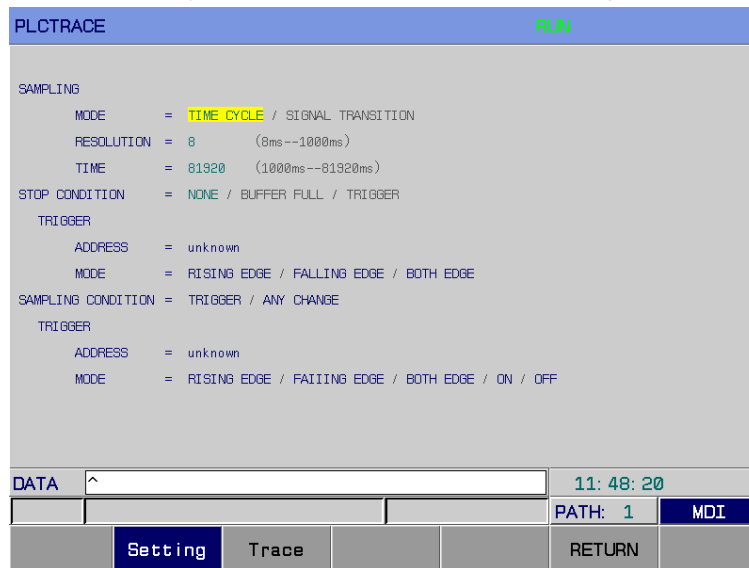 PLCTRACE RUN
SAMPLING
MODE = TIME CYCLE / SIGNAL TRANSITION
RESOLUTION = 8 (8ms--1000ms)
TIME = 81920 (1000ms--81920ms)
STOP CONDITION = NONE / BUFFER FULL / TRIGGER
TRIGGER
ADDRESS = unknown
MODE = RISING EDGE / FALLING EDGE / BOTH EDGE
SAMPLING CONDITION = TRIGGER / ANY CHANGE
TRIGGER
ADDRESS = unknown
MODE = RISING EDGE / FAIIING EDGE / BOTH EDGE / ON / OFF
DATA ^ 11:48:20
PATH: 1 MDI
Setting Trace RETURN